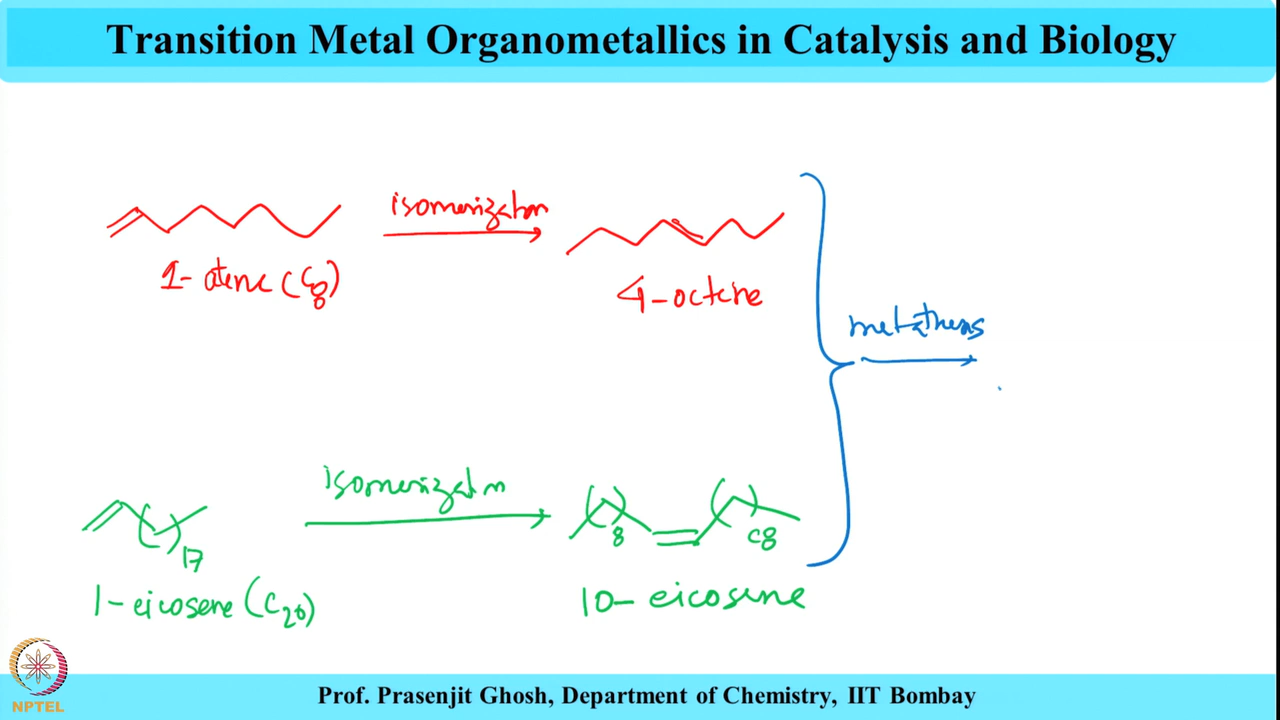 Transition Metal Organometallics in Catalysis and Biology
isomerization
1-otene (C8)
4-octene
metathesis
isomerization
17
8
C8
1-eicosene (C20)
10-eicosene
NPTEL
Prof. Prasenjit Ghosh, Department of Chemistry, IIT Bombay